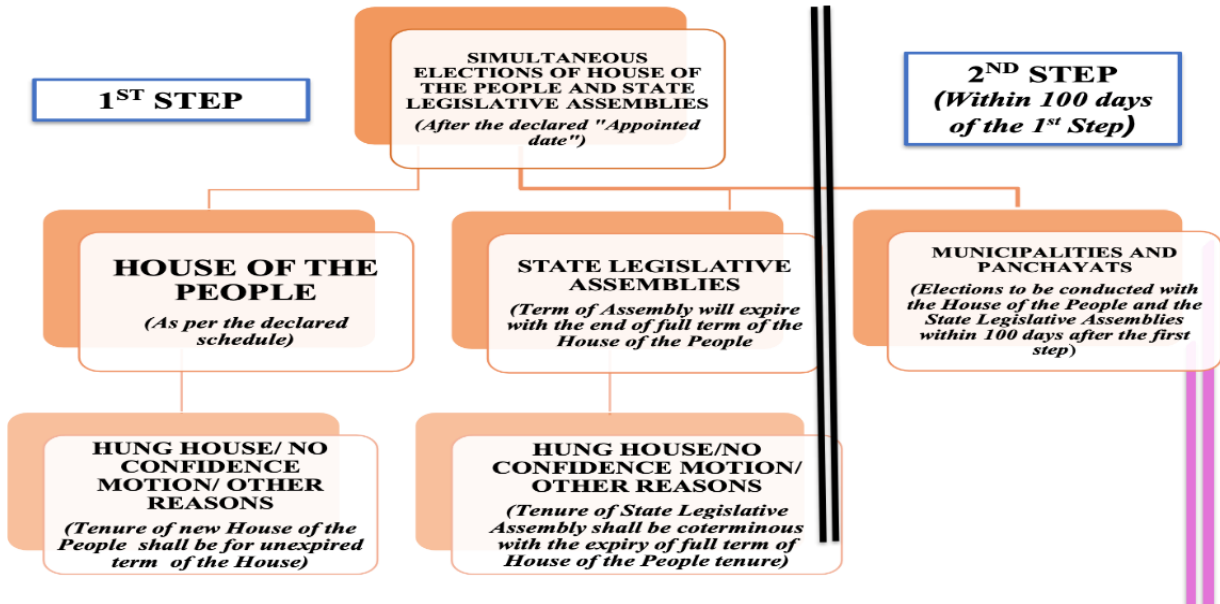 1ST STEP
SIMULTANEOUS
ELECTIONS OF HOUSE OF
THE PEOPLE AND STATE
LEGISLATIVE ASSEMBLIES
(After the declared "Appointed
date")
2ND STEP
(Within 100 days
of the 1st Step)
HOUSE OF THE
PEOPLE
(As per the declared
schedule)
STATE LEGISLATIVE
ASSEMBLIES
(Term of Assembly will expire
with the end of full term of the
House of the People
MUNICIPALITIES AND
PANCHAYATS
(Elections to be conducted with
the House of the People and the
State Legislative Assemblies
within 100 days after the first
step)
HUNG HOUSE/ NO
CONFIDENCE
MOTION/ OTHER
REASONS
(Tenure of new House of the
People shall be for unexpired
term of the House)
HUNG HOUSE/NO
CONFIDENCE MOTION/
OTHER REASONS
(Tenure of State Legislative
Assembly shall be coterminous
with the expiry of full term of
House of the People tenure)